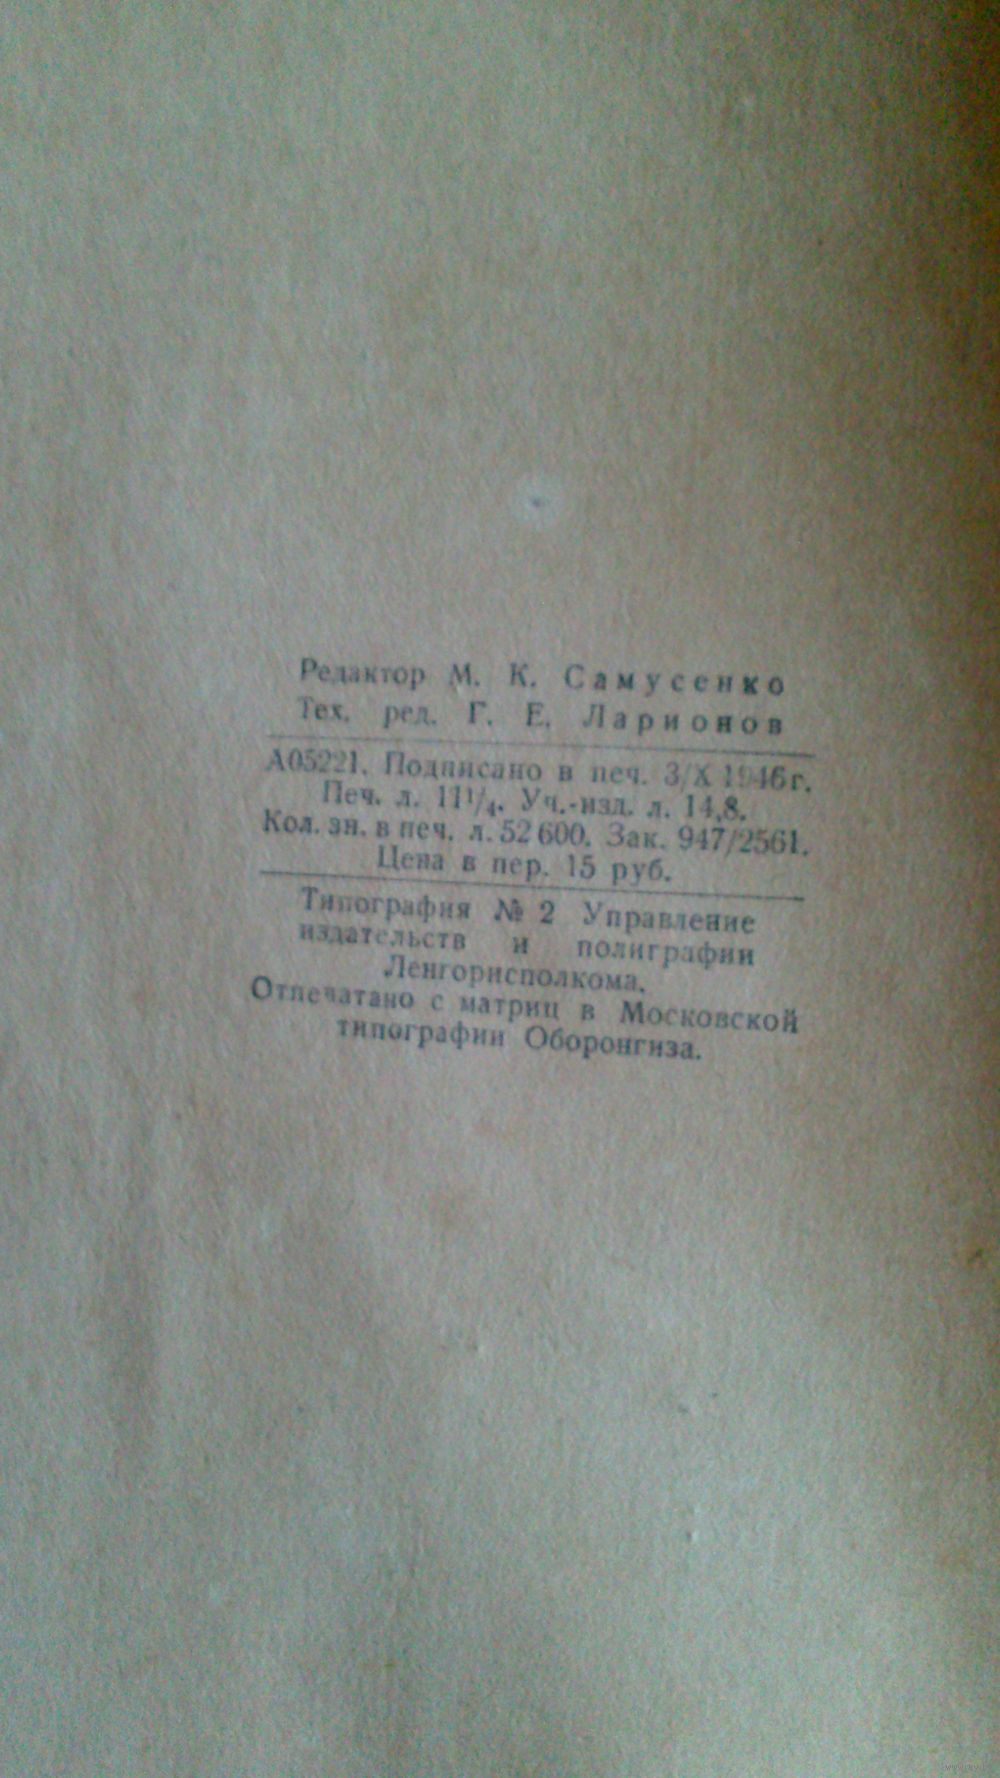 Редактор М. К. Самусенко
Тех. ред. Г. Е. Ларионов
А05221. Подписано в печ. 3/X 1946 г.
Печ. л. 11¹/₄. Уч.-изд. л. 14,8.
Кол. зн. в печ. л. 52 600. Зак. 947/2561.
Цена в пер. 15 руб.
Типография № 2 Управление
издательств и полиграфии
Ленгорисполкома.
Отпечатано с матриц в Московской
типографии Оборонгиза.